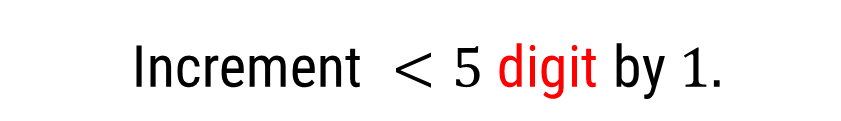 Increment < 5 digit by 1.